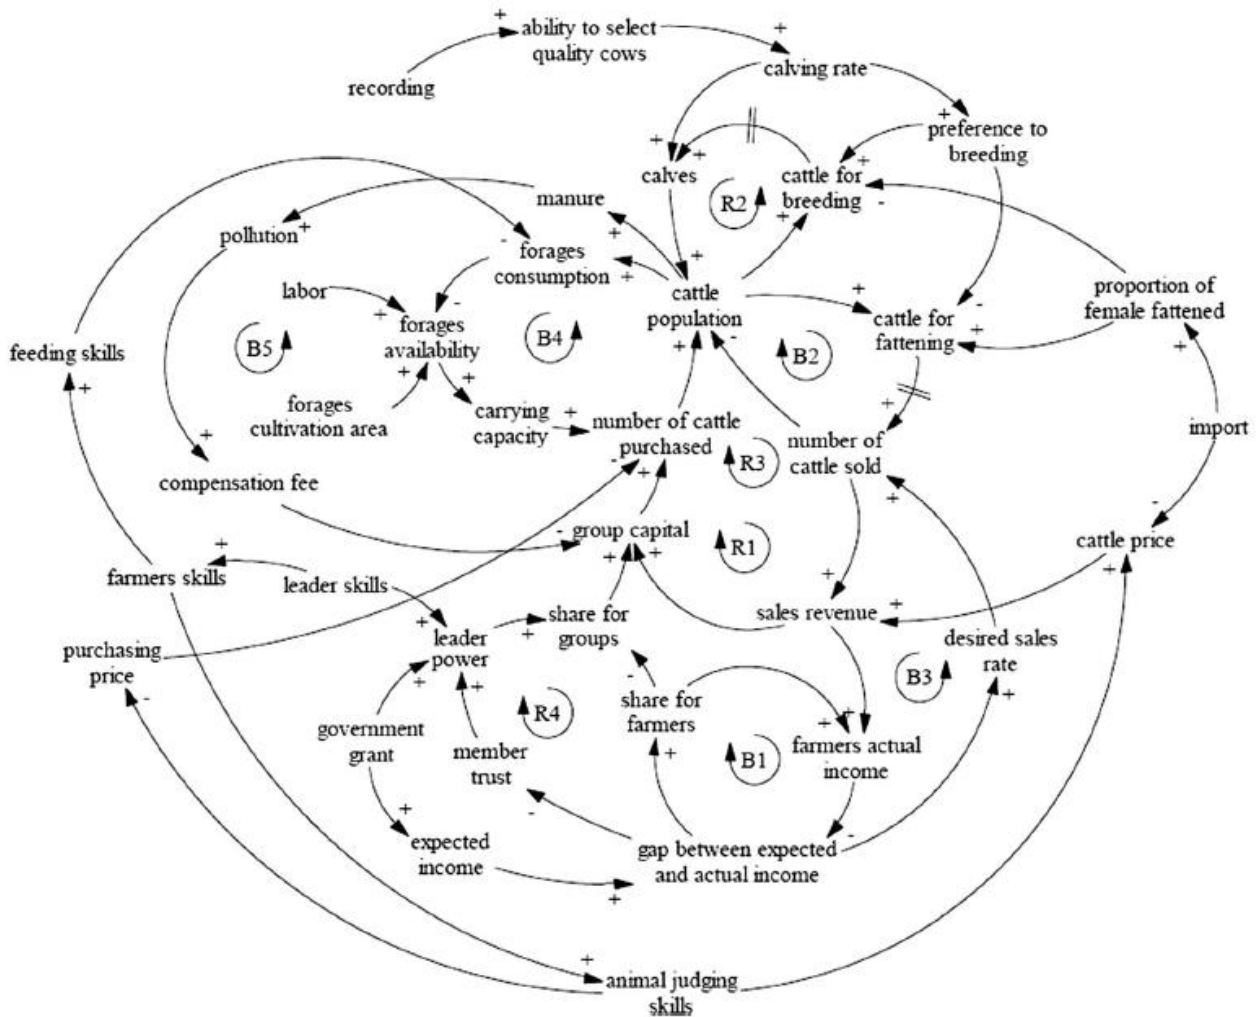 ability to select
quality cows
+
+
recording
calving rate
+
preference to
breeding
+
+
calves
+
cattle for
breeding
-
+
R2
manure
+
pollution
+
-
forages
consumption
+
+
cattle
population
labor
+
-
forages
availability
+
+
B5
B4
+
cattle for
fattening
-
+
+
-
B2
proportion of
female fattened
+
feeding skills
+
forages
cultivation area
carrying
capacity
+
number of cattle
purchased
-
+
R3
+
number of
cattle sold
+
import
+
compensation fee
-
group capital
+
+
R1
-
cattle price
+
+
farmers skills
leader skills
+
leader
power
+
+
+
share for
groups
-
+
sales revenue
+
desired sales
rate
+
B3
purchasing
price
-
R4
share for
farmers
+
+
+
farmers actual
income
B1
government
grant
member
trust
-
+
expected
income
+
gap between expected
and actual income
-
+
animal judging
skills